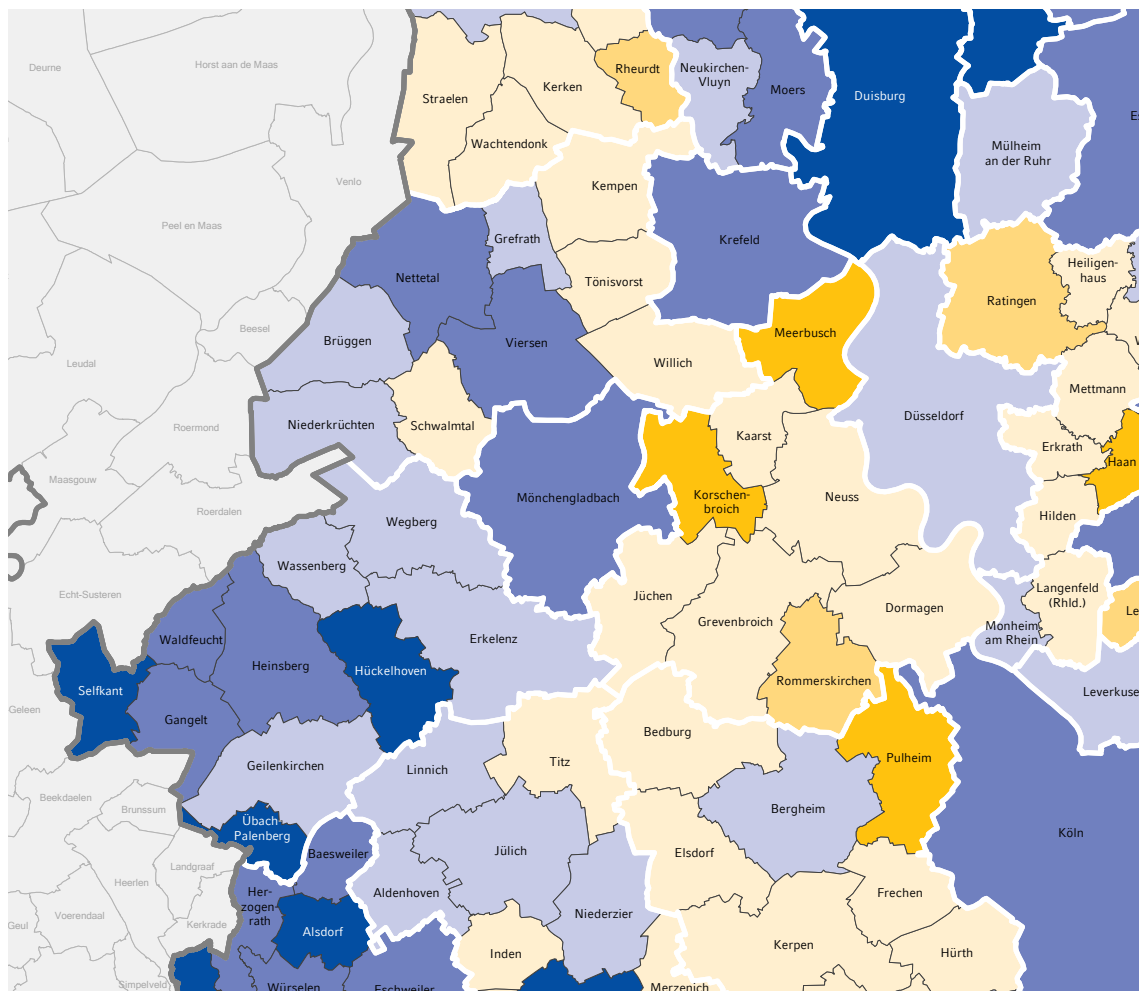 Deurne
Horst aan de Maas
Straelen
Kerken
Rheurdt
Neukirchen-
Vluyn
Moers
Duisburg
Mülheim
an der Ruhr
Wachtendonk
Venlo
Kempen
Peel en Maas
Grefrath
Krefeld
Nettetal
Tönisvorst
Heiligen-
haus
Ratingen
Beesel
Brüggen
Viersen
Meerbusch
Leudal
Willich
Mettmann
Niederkrüchten
Schwalmtal
Düsseldorf
Roermond
Kaarst
Erkrath
Haan
Maasgouw
Mönchengladbach
Korschen-
broich
Neuss
Roerdalen
Wegberg
Hilden
Wassenberg
Echt-Susteren
Jüchen
Grevenbroich
Dormagen
Langenfeld
(Rhld.)
Le
Waldfeucht
Erkelenz
Monheim
am Rhein
Heinsberg
Hückelhoven
Rommerskirchen
Selfkant
Leverkuse
Geleen
Gangelt
Bedburg
Geilenkirchen
Linnich
Titz
Pulheim
Beekdaelen
Brunssum
Bergheim
Übach-
Palenberg
Köln
Baesweiler
Jülich
Elsdorf
Landgraaf
Heerlen
Her-
zogen-
rath
Aldenhoven
Frechen
Voerendaal
Niederzier
Geul
Kerkrade
Alsdorf
Kerpen
Inden
Hürth
Simpelveld
Würselen
Eschweiler
Merzenich